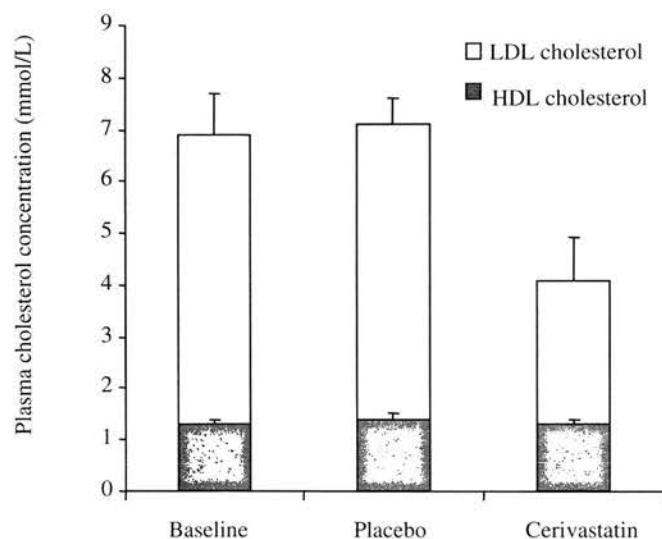 9
LDL cholesterol
8
HDL cholesterol
7
6
5
4
3
2
1
0
Plasma cholesterol concentration (mmol/L)
Baseline Placebo Cerivastatin